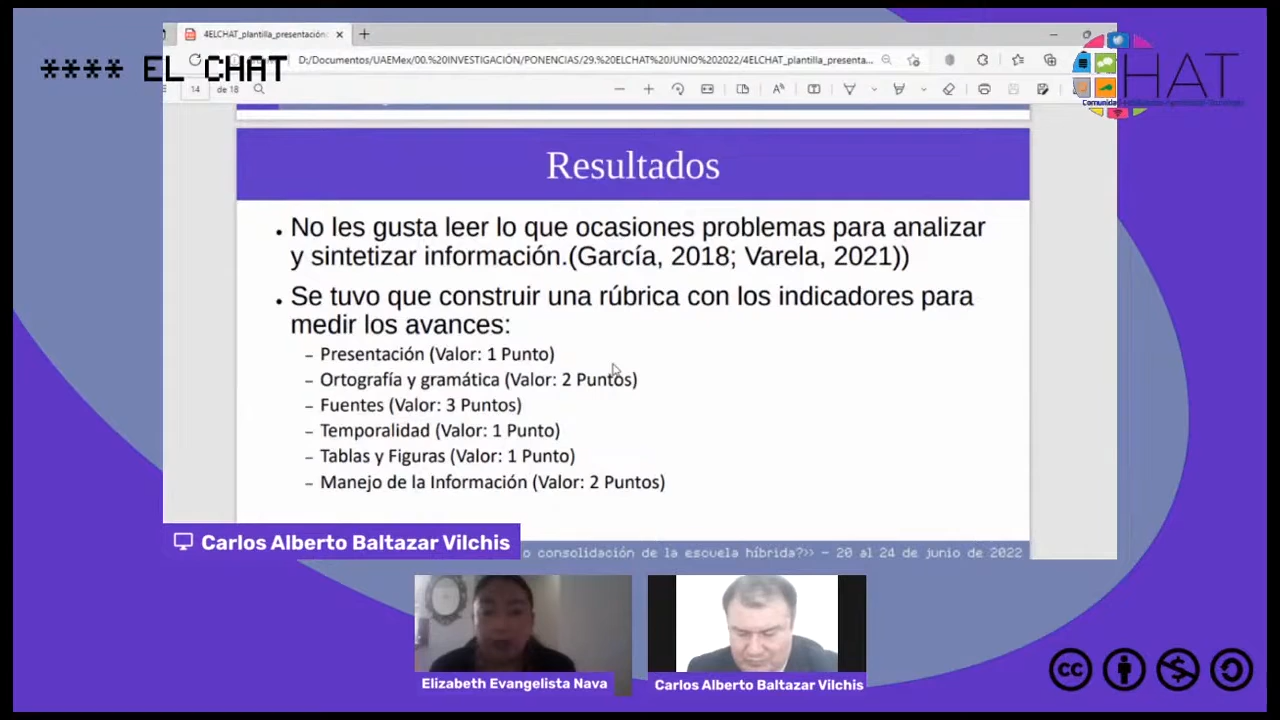 4ELCHAT_plantilla_presentación
**** EL CHAT
D:/Documentos/UAEMex/00.%20INVESTIGACIÓN/PONENCIAS/29.%20ELCHAT%20JUNIO%202022/4ELCHAT_plantilla_presenta...
HAT
14 de 18
Resultados
• No les gusta leer lo que ocasiones problemas para analizar
y sintetizar información.(García, 2018; Varela, 2021))
• Se tuvo que construir una rúbrica con los indicadores para
medir los avances:
– Presentación (Valor: 1 Punto)
– Ortografía y gramática (Valor: 2 Puntos)
– Fuentes (Valor: 3 Puntos)
– Temporalidad (Valor: 1 Punto)
– Tablas y Figuras (Valor: 1 Punto)
– Manejo de la Información (Valor: 2 Puntos)
Carlos Alberto Baltazar Vilchis
o consolidación de la escuela híbrida?>> – 20 al 24 de junio de 2022
Elizabeth Evangelista Nava
Carlos Alberto Baltazar Vilchis
cc